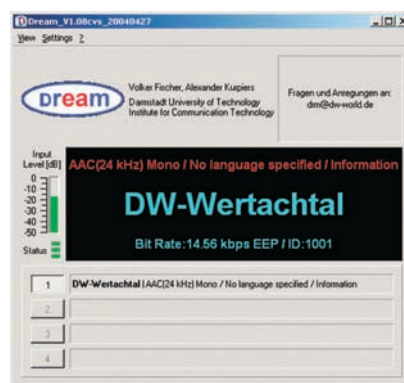 Dream_V1.08cvs_20040427
View Settings ?
Dream
Volker Fischer, Alexander Kurpiers
Darmstadt University of Technology
Institute for Communication Technology
Fragen und Anregungen an:
drm@dw-world.de
Input
Level [dB]
0
-10
-20
-30
-40
-50
Status
AAC(24 kHz) Mono / No language specified / Information
DW-Wertachtal
Bit Rate:14.56 kbps EEP / ID:1001
1 DW-Wertachtal | AAC(24 kHz) Mono / No language specified / Information
2
3
4